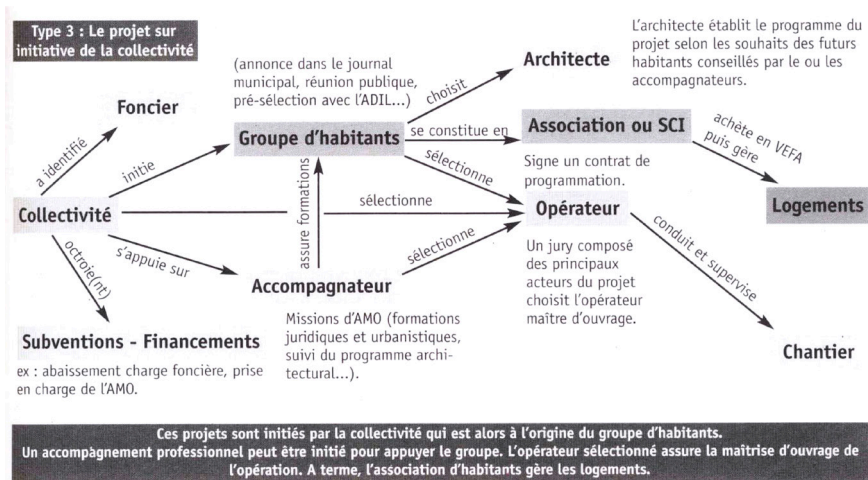 Type 3 : Le projet sur
initiative de la collectivité
(annonce dans le journal
municipal, réunion publique,
pré-sélection avec l'ADIL...)
choisit
Architecte
L'architecte établit le programme du
projet selon les souhaits des futurs
habitants conseillés par le ou les
accompagnateurs.
Foncier
a identifié
initie
Groupe d'habitants
se constitue en
Association ou SCI
achète en VEFA
puis gère
Signe un contrat de
programmation.
sélectionne
Collectivité
assure formations
sélectionne
Opérateur
Logements
octroie(nt)
s'appuie sur
sélectionne
conduit et supervise
Accompagnateur
Un jury composé
des principaux
acteurs du projet
choisit l'opérateur
maître d'ouvrage.
Missions d'AMO (formations
juridiques et urbanistiques,
suivi du programme archi-
tectural...).
Subventions - Financements
ex : abaissement charge foncière, prise
en charge de l'AMO.
Chantier
Ces projets sont initiés par la collectivité qui est alors à l'origine du groupe d'habitants.
Un accompagnement professionnel peut être initié pour appuyer le groupe. L'opérateur sélectionné assure la maîtrise d'ouvrage de
l'opération. A terme, l'association d'habitants gère les logements.